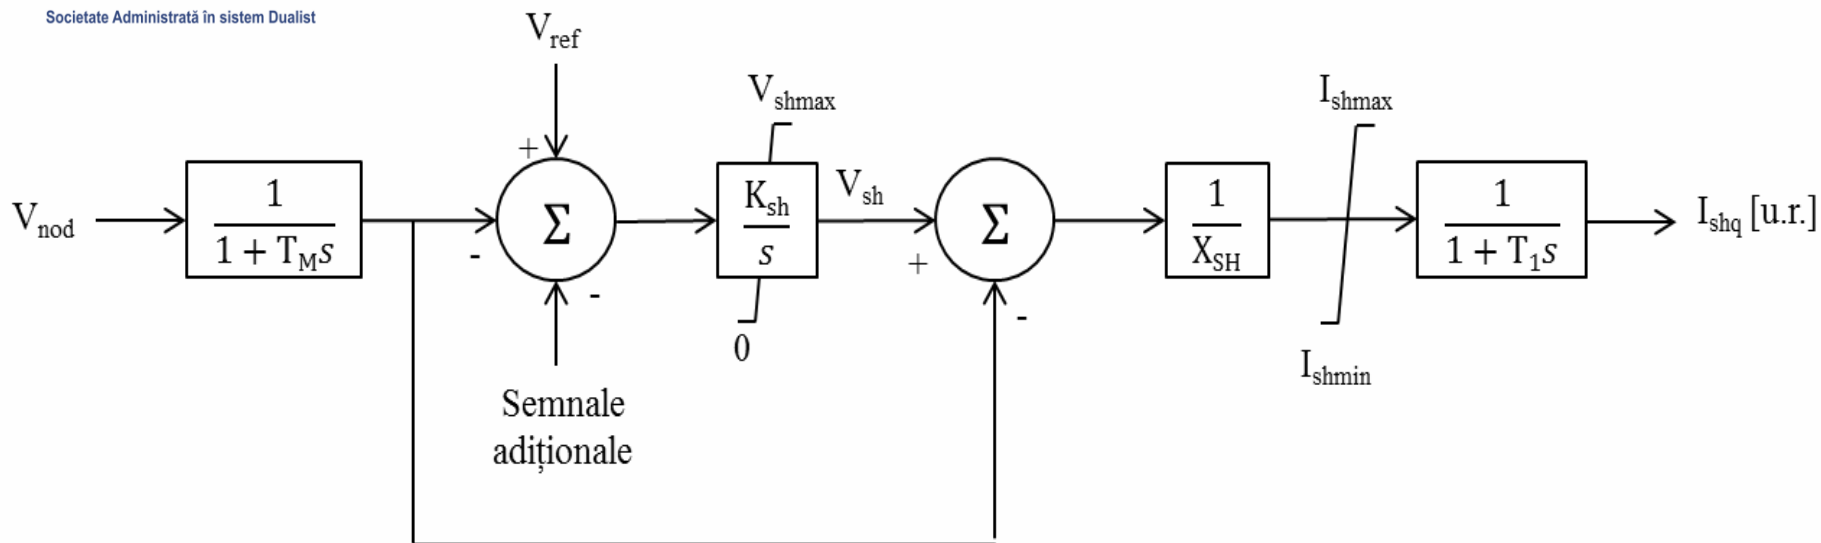 Societate Administrată în sistem Dualist
V_ref
V_shmax
I_shmax
+
V_nod
1
1 + T_M s
-
Σ
-
K_sh
s
V_sh
+
Σ
-
1
X_SH
1
1 + T_1 s
I_shq [u.r.]
0
I_shmin
Semnale
adiționale